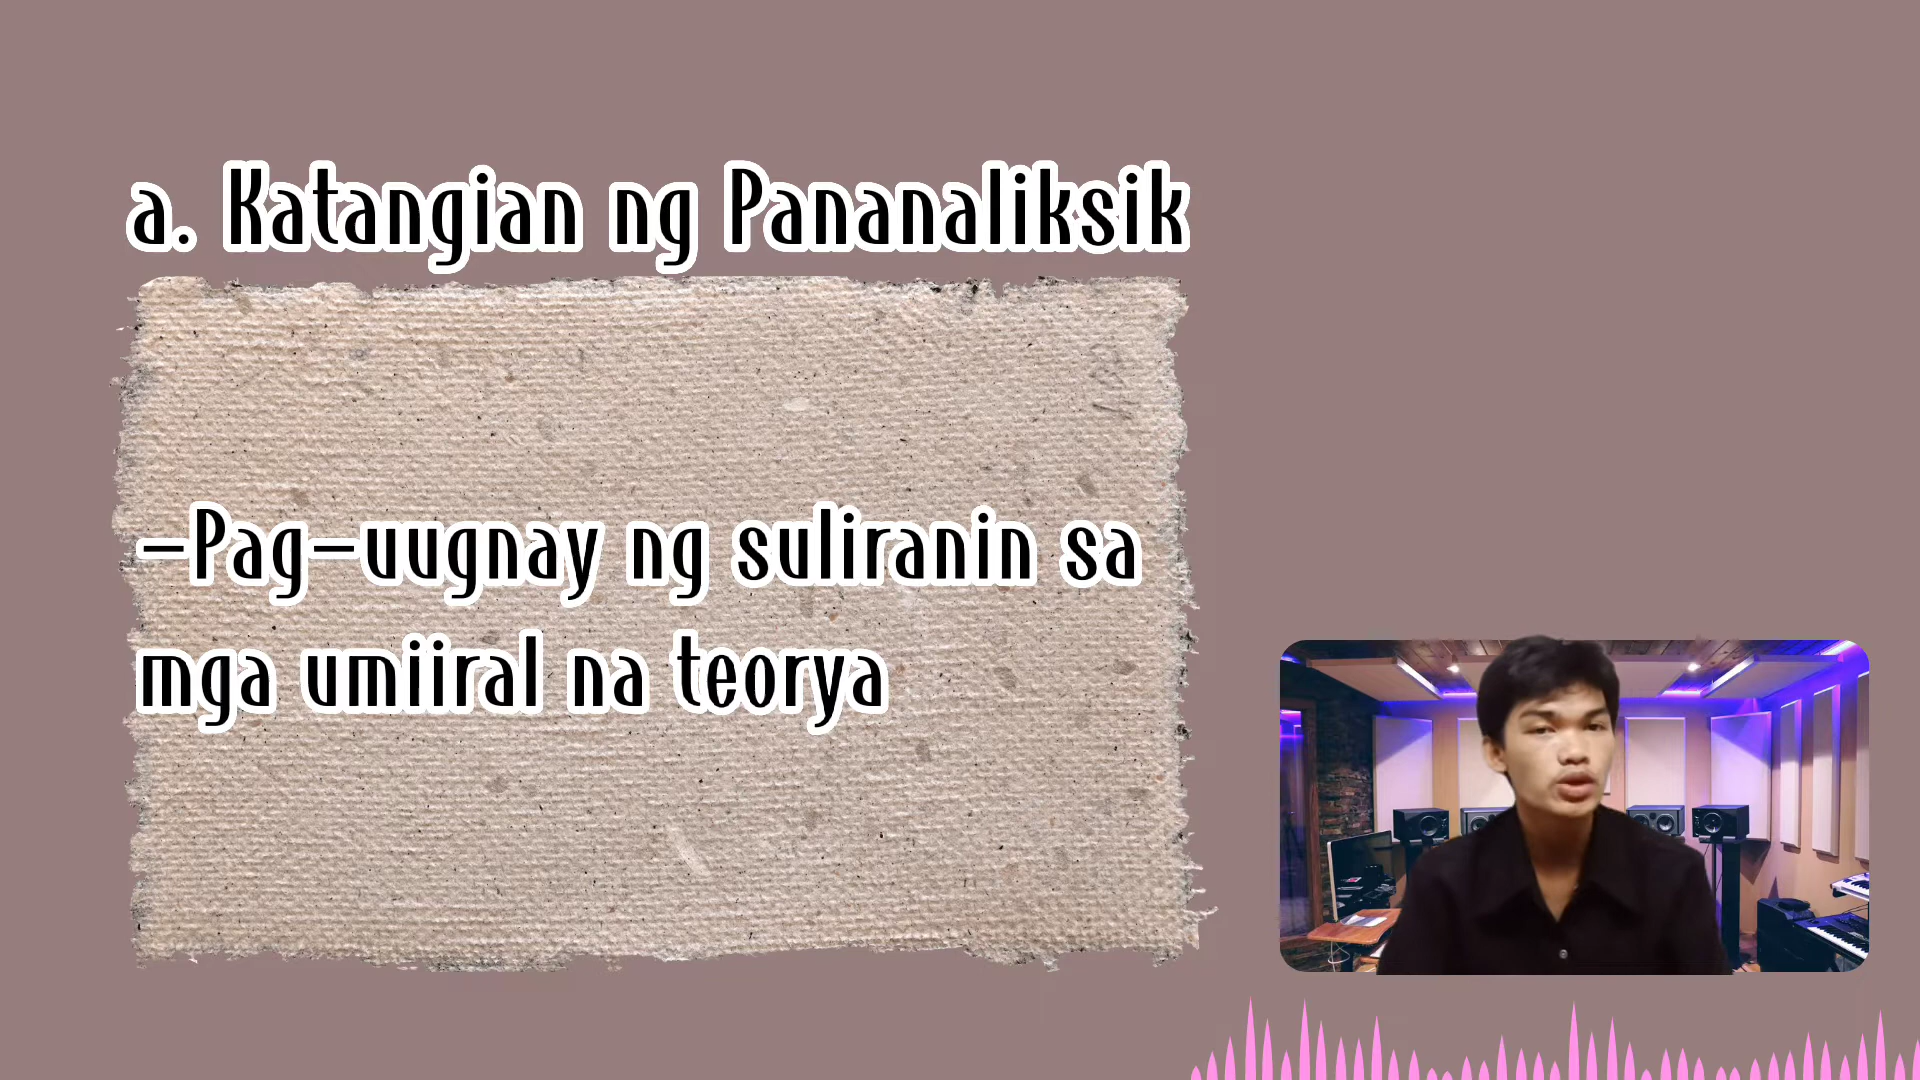 a. Katangian ng Pananaliksik
-Pag-uugnay ng suliranin sa
mga umiiral na teorya